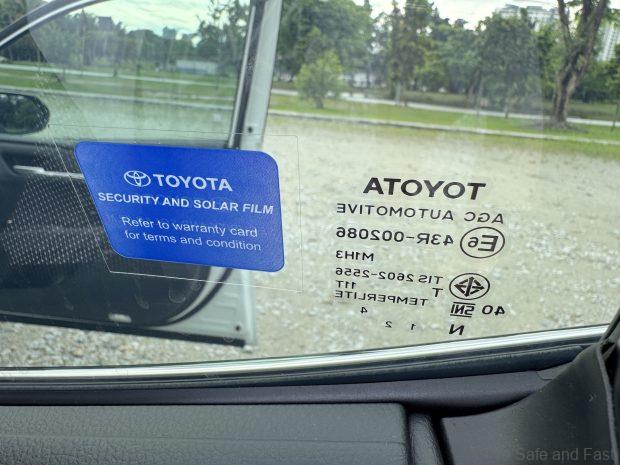 TOYOTA
SECURITY AND SOLAR FILM
Refer to warranty card
for terms and condition
TOYOTA
AGC AUTOMOTIVE
E6 43R-002086
M1H3
TIS 2602-2556
11T
T
TEMPERLITE
40 SNI
4
N 1 2
Safe and Fast